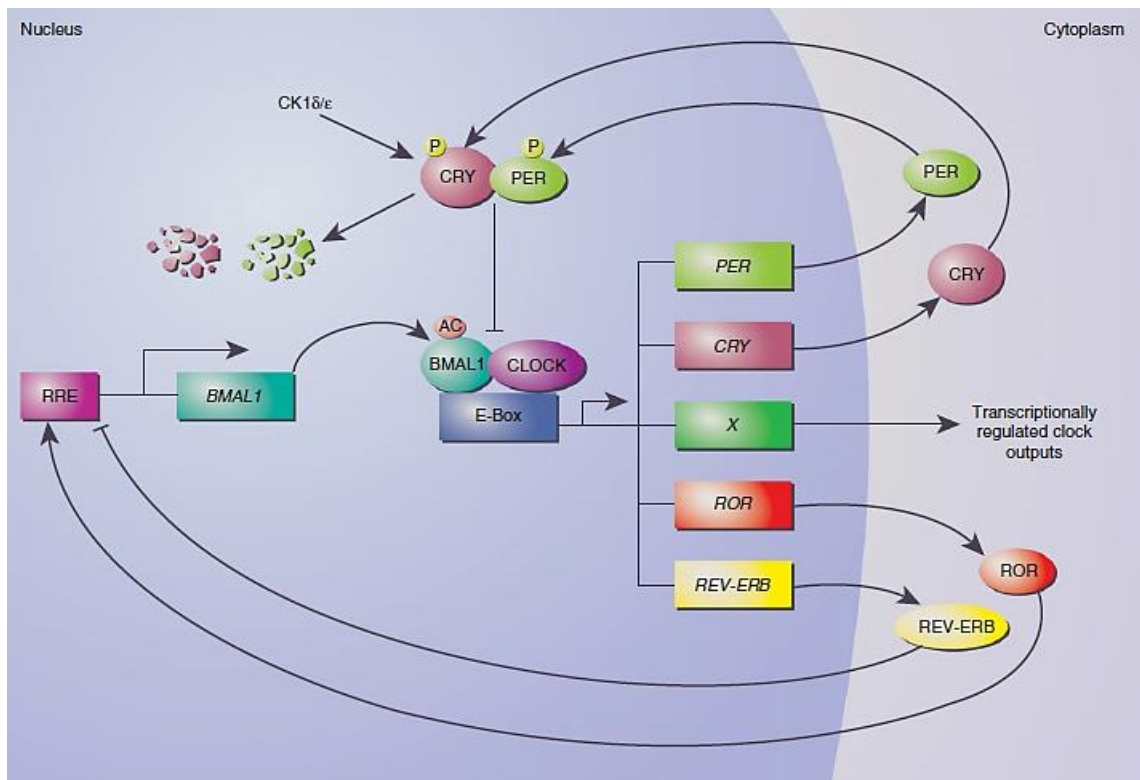 Nucleus
Cytoplasm
CK1δ/ε
P
P
CRY
PER
PER
PER
CRY
AC
CRY
BMAL1
CLOCK
RRE
BMAL1
E-Box
X
Transcriptionally
regulated clock
outputs
ROR
ROR
REV-ERB
REV-ERB